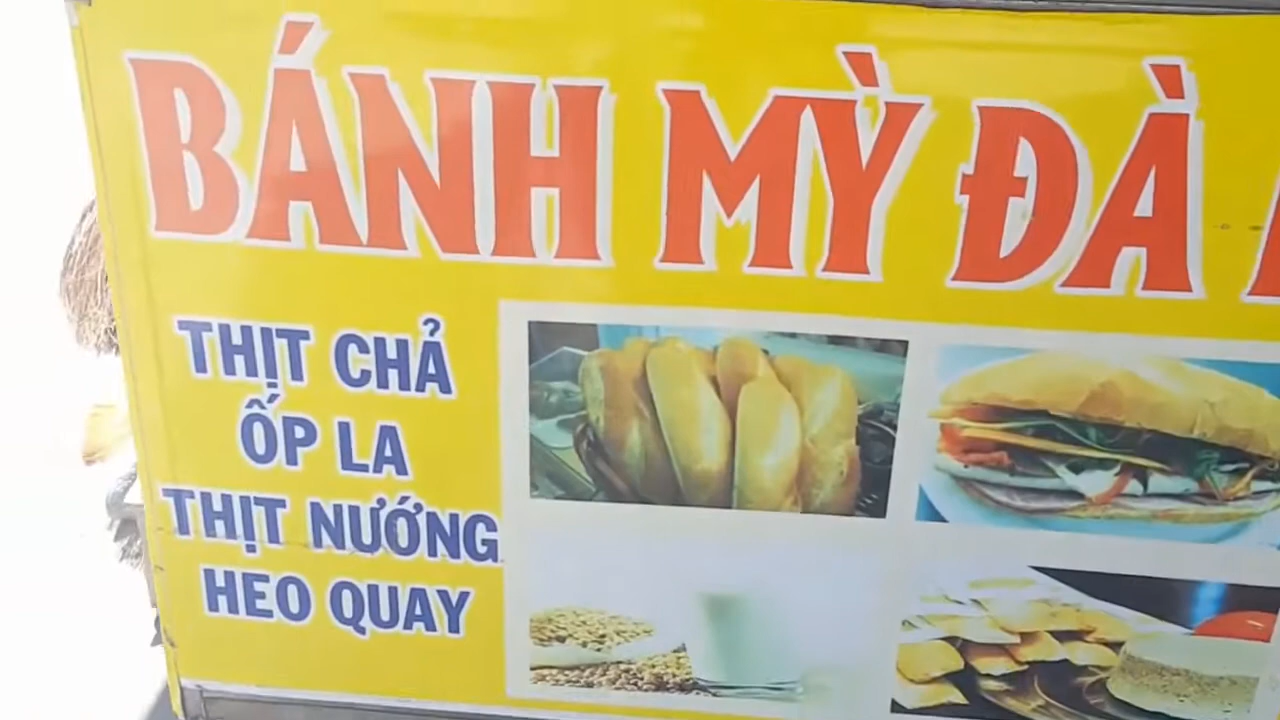 BÁNH MỲ ĐÀ
THỊT CHẢ
ỐP LA
THỊT NƯỚNG
HEO QUAY